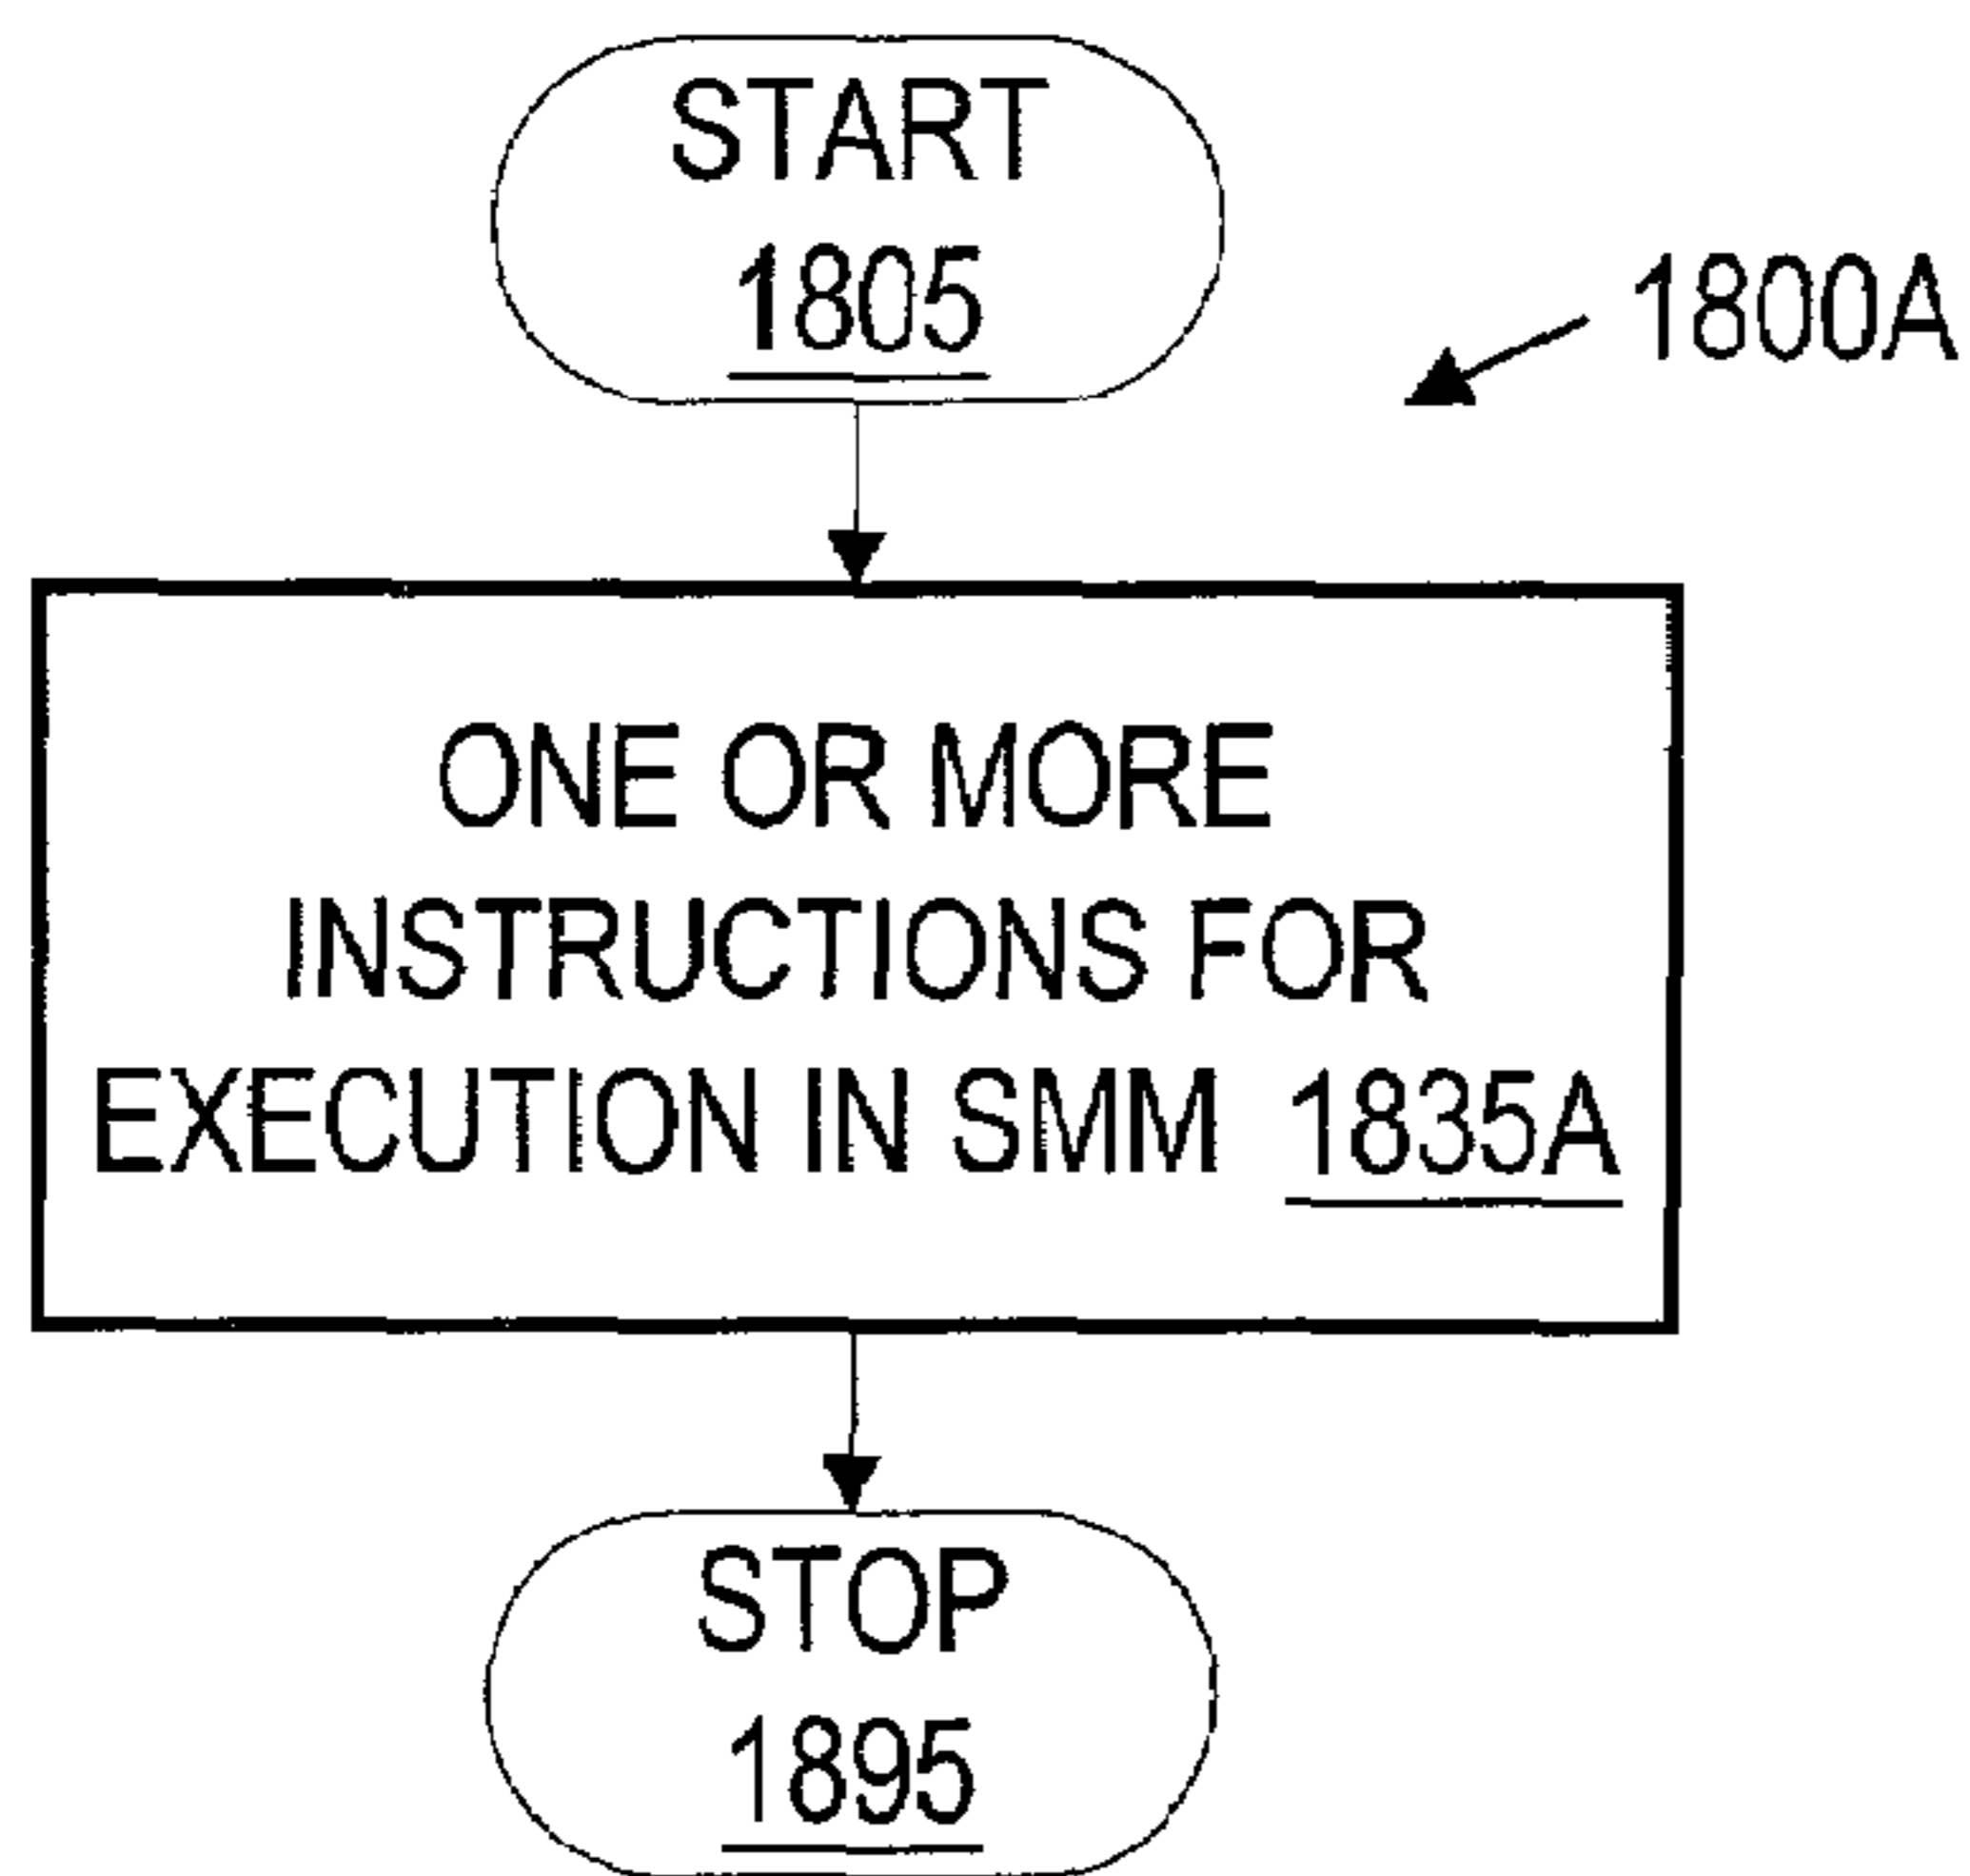 START
1805
1800A
ONE OR MORE
INSTRUCTIONS FOR
EXECUTION IN SMM 1835A
STOP
1895